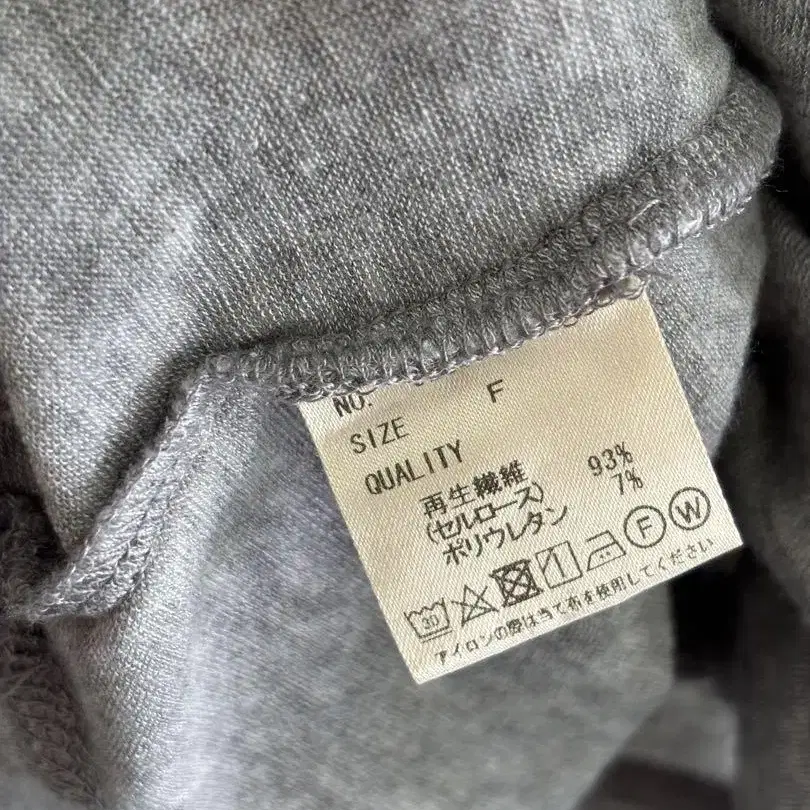 NO.
SIZE F
QUALITY
再生繊維 93%
(セルロース)
ポリウレタン 7%
30 F W
アイロンの際は当て布を使用してください